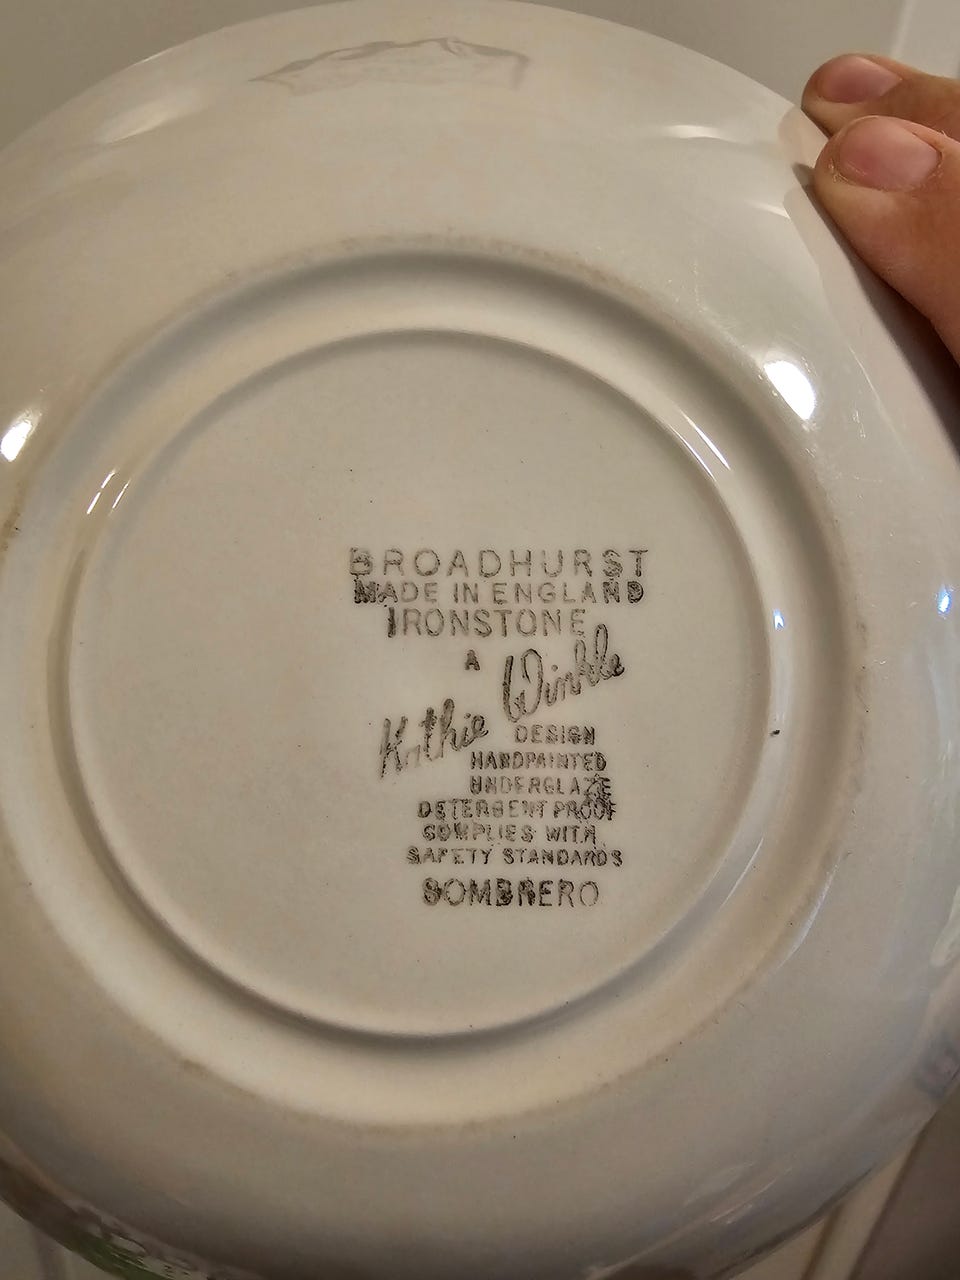 BROADHURST
MADE IN ENGLAND
IRONSTONE
A
Kathie Winkle
DESIGN
HANDPAINTED
UNDERGLAZE
DETERGENT PROOF
COMPLIES WITH
SAFETY STANDARDS
SOMBRERO